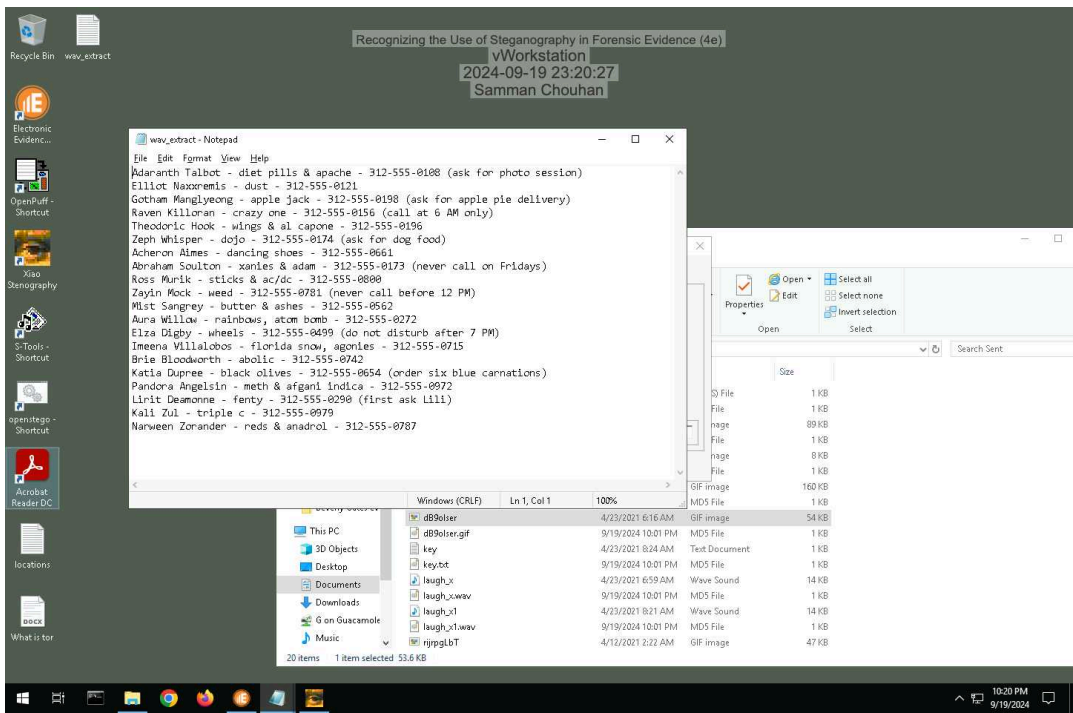 Recognizing the Use of Steganography in Forensic Evidence (4e)
vWorkstation
2024-09-19 23:20:27
Samman Chouhan
Recycle Bin
wav_extract
Electronic
Evidenc...
OpenPuff -
Shortcut
Xiao
Stenography
S-Tools -
Shortcut
openstego -
Shortcut
Acrobat
Reader DC
locations
What is tor
wav_extract - Notepad
File Edit Format View Help
Adaranth Talbot - diet pills & apache - 312-555-0108 (ask for photo session)
Elliot Naxxremis - dust - 312-555-0121
Gotham Manglyeong - apple jack - 312-555-0198 (ask for apple pie delivery)
Raven Killoran - crazy one - 312-555-0156 (call at 6 AM only)
Theodoric Hook - wings & al capone - 312-555-0196
Zeph Whisper - dojo - 312-555-0174 (ask for dog food)
Acheron Aimes - dancing shoes - 312-555-0661
Abraham Soulton - xanies & adam - 312-555-0173 (never call on Fridays)
Ross Murik - sticks & ac/dc - 312-555-0800
Zayin Mock - weed - 312-555-0781 (never call before 12 PM)
Mist Sangrey - butter & ashes - 312-555-0562
Aura Willow - rainbows, atom bomb - 312-555-0272
Elza Digby - wheels - 312-555-0499 (do not disturb after 7 PM)
Imeena Villalobos - florida snow, agonies - 312-555-0715
Brie Bloodworth - abolic - 312-555-0742
Katia Dupree - black olives - 312-555-0654 (order six blue carnations)
Pandora Angelsin - meth & afgani indica - 312-555-0972
Lirit Deamonne - fenty - 312-555-0290 (first ask Lili)
Kali Zul - triple c - 312-555-0979
Narween Zorander - reds & anadrol - 312-555-0787
Windows (CRLF) Ln 1, Col 1 100%
Properties
Open
Edit
Open
Select all
Select none
Invert selection
Select
Search Sent
Size
File 1 KB
File 1 KB
89 KB
File 1 KB
8 KB
File 1 KB
GIF image 160 KB
MD5 File 1 KB
dB9olser 4/23/2021 6:16 AM GIF image 54 KB
dB9olser.gif 9/19/2024 10:01 PM MD5 File 1 KB
key 4/23/2021 8:24 AM Text Document 1 KB
key.txt 9/19/2024 10:01 PM MD5 File 1 KB
laugh_x 4/23/2021 6:59 AM Wave Sound 14 KB
laugh_x.wav 9/19/2024 10:01 PM MD5 File 1 KB
laugh_x1 4/23/2021 8:21 AM Wave Sound 14 KB
laugh_x1.wav 9/19/2024 10:01 PM MD5 File 1 KB
rijrpgLbT 4/12/2021 2:22 AM GIF image 47 KB
This PC
3D Objects
Desktop
Documents
Downloads
G on Guacamole
Music
20 items 1 item selected 53.6 KB
10:20 PM
9/19/2024